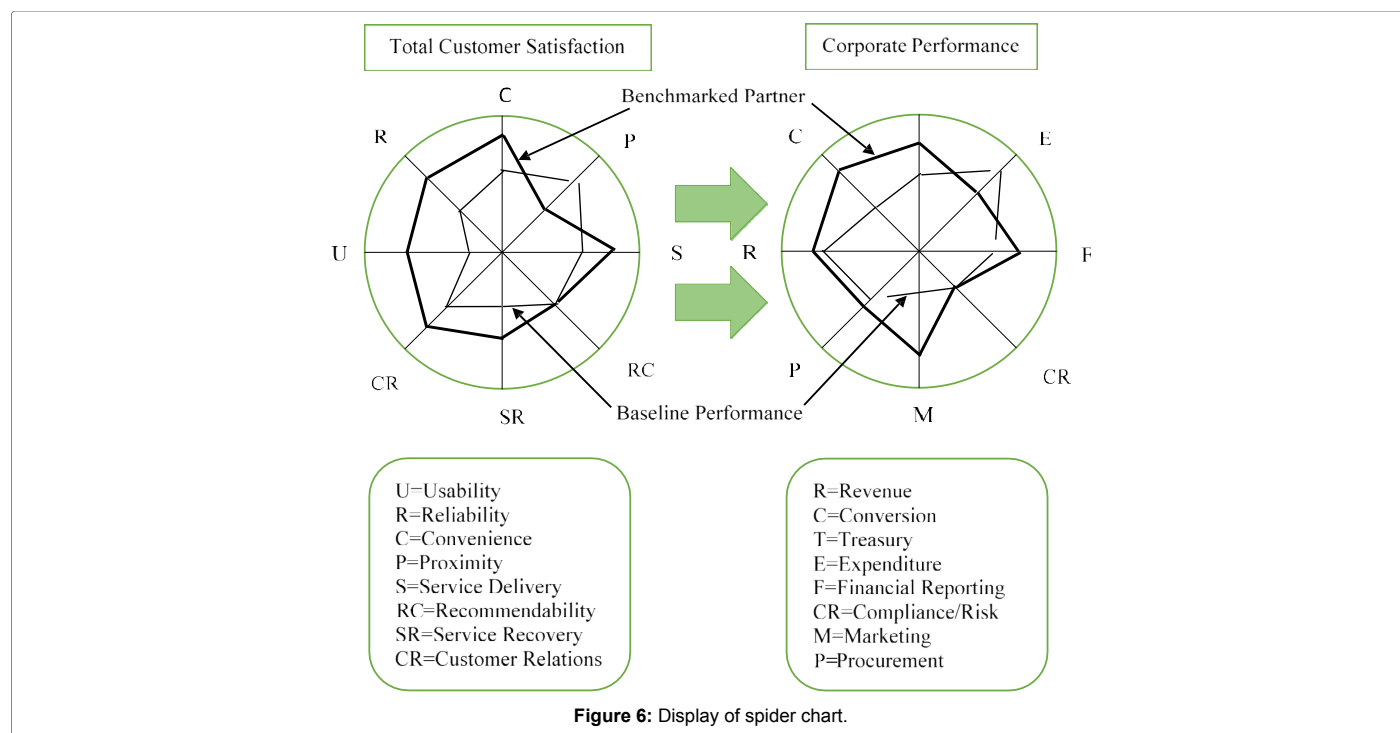 Total Customer Satisfaction
Corporate Performance
C
Benchmarked Partner
R
P
C
E
U
S
R
F
CR
RC
P
CR
SR
Baseline Performance
M
U=Usability
R=Reliability
C=Convenience
P=Proximity
S=Service Delivery
RC=Recommendability
SR=Service Recovery
CR=Customer Relations
R=Revenue
C=Conversion
T=Treasury
E=Expenditure
F=Financial Reporting
CR=Compliance/Risk
M=Marketing
P=Procurement
Figure 6: Display of spider chart.